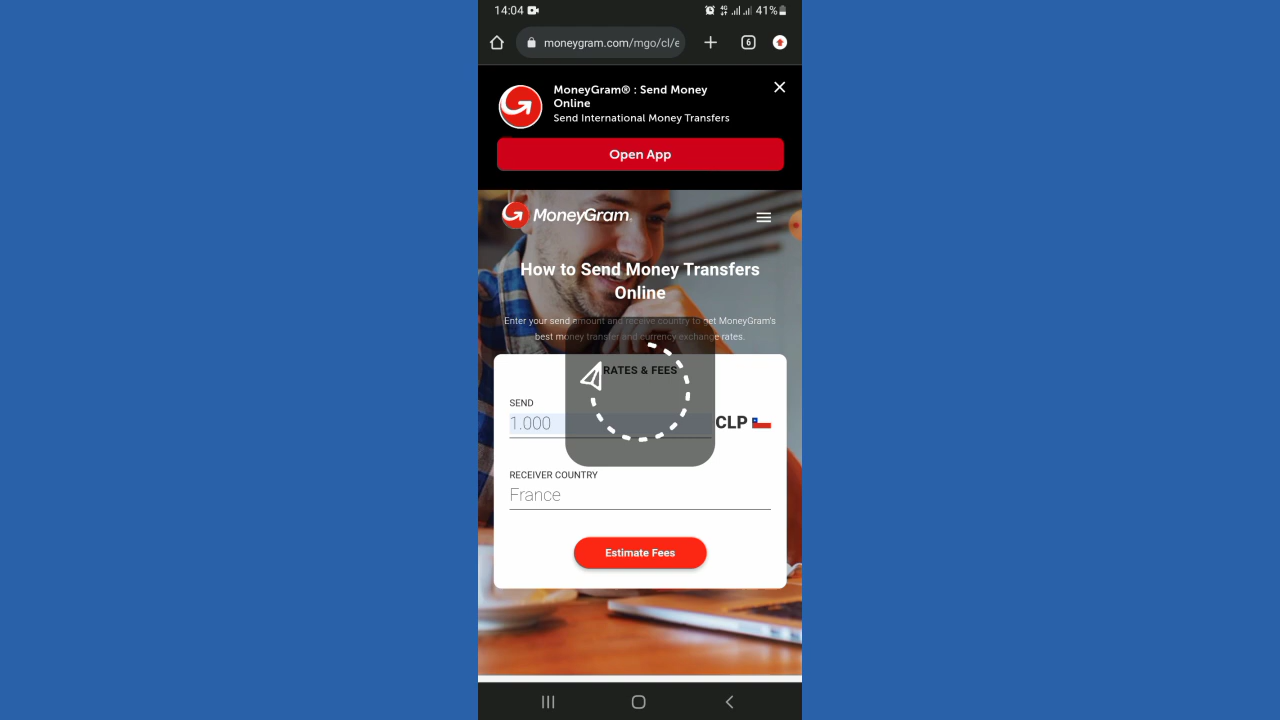 14:04
4G
41%
moneygram.com/mgo/cl/e
6
MoneyGram® : Send Money
Online
Send International Money Transfers
Open App
MoneyGram
How to Send Money Transfers
Online
Enter your send amount and receive country to get MoneyGram's
best money transfer and currency exchange rates.
RATES & FEES
SEND
1.000
CLP
RECEIVER COUNTRY
France
Estimate Fees